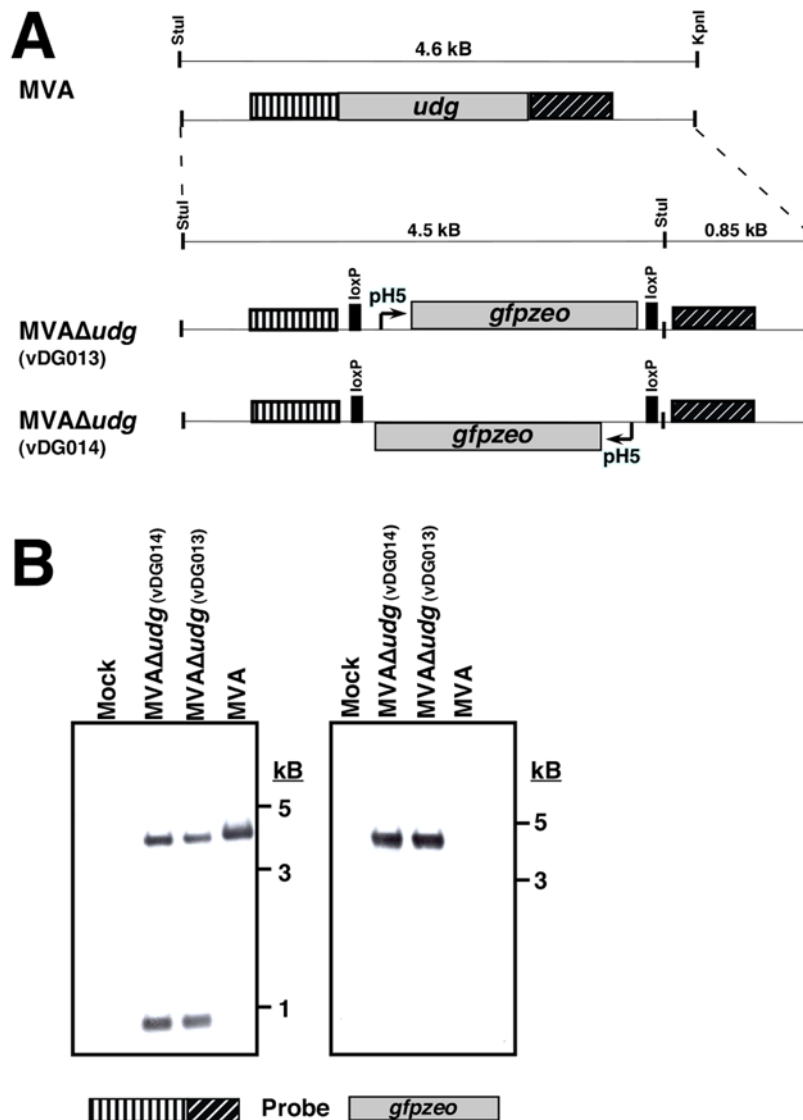 A
StuI
KpnI
4.6 kB
MVA
udg
StuI
StuI
4.5 kB
0.85 kB
loxP
loxP
pH5
gfpzeo
MVAΔudg
(vDG013)
loxP
loxP
MVAΔudg
(vDG014)
gfpzeo
pH5
B
Mock
MVAΔudg (vDG014)
MVAΔudg (vDG013)
MVA
Mock
MVAΔudg (vDG014)
MVAΔudg (vDG013)
MVA
kB
5
3
1
kB
5
3
Probe
gfpzeo